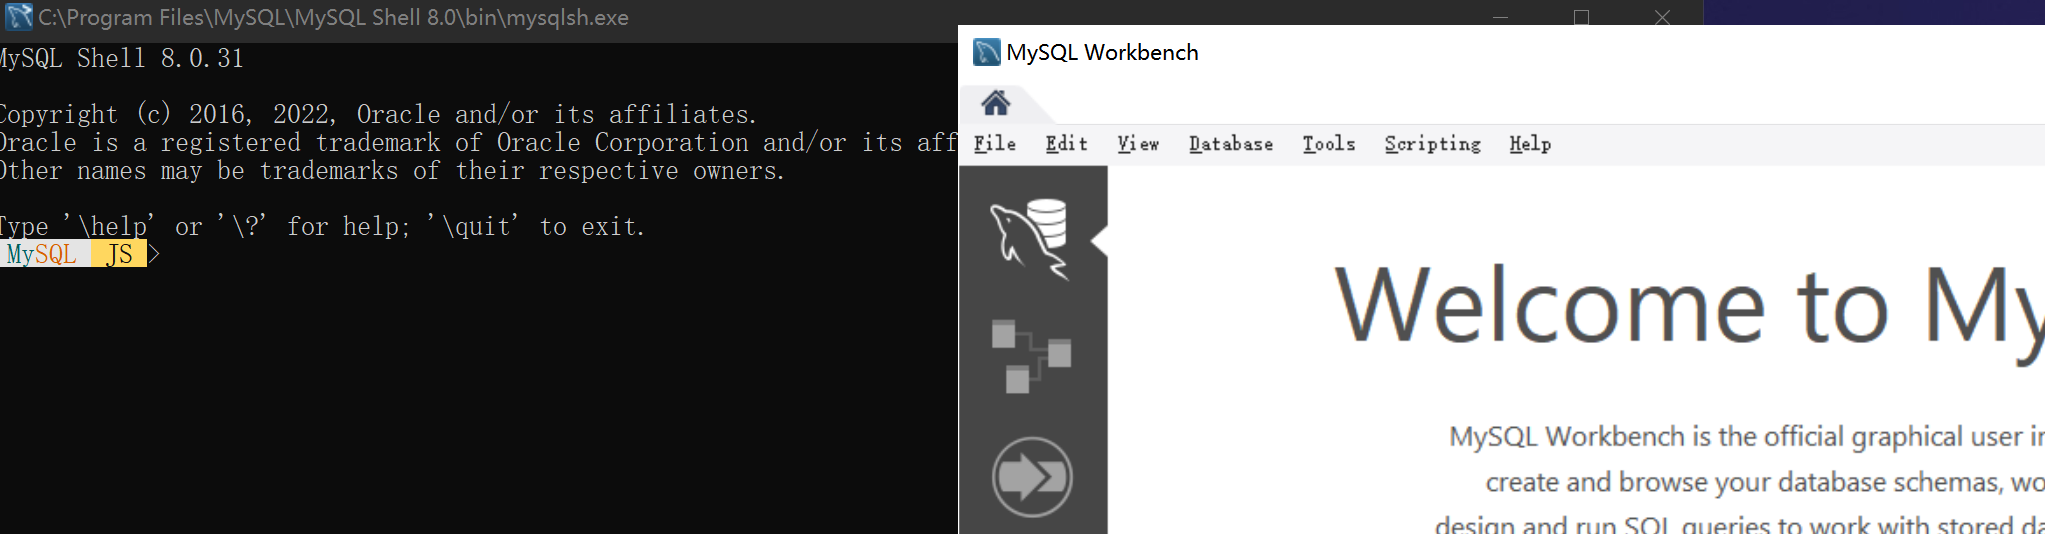 C:\Program Files\MySQL\MySQL Shell 8.0\bin\mysqlsh.exe
MySQL Shell 8.0.31
Copyright (c) 2016, 2022, Oracle and/or its affiliates.
Oracle is a registered trademark of Oracle Corporation and/or its aff
Other names may be trademarks of their respective owners.
Type '\help' or '\?' for help; '\quit' to exit.
MySQL JS >
MySQL Workbench
File Edit View Database Tools Scripting Help
Welcome to My
MySQL Workbench is the official graphical user in
create and browse your database schemas, wo
design and run SQL queries to work with stored da